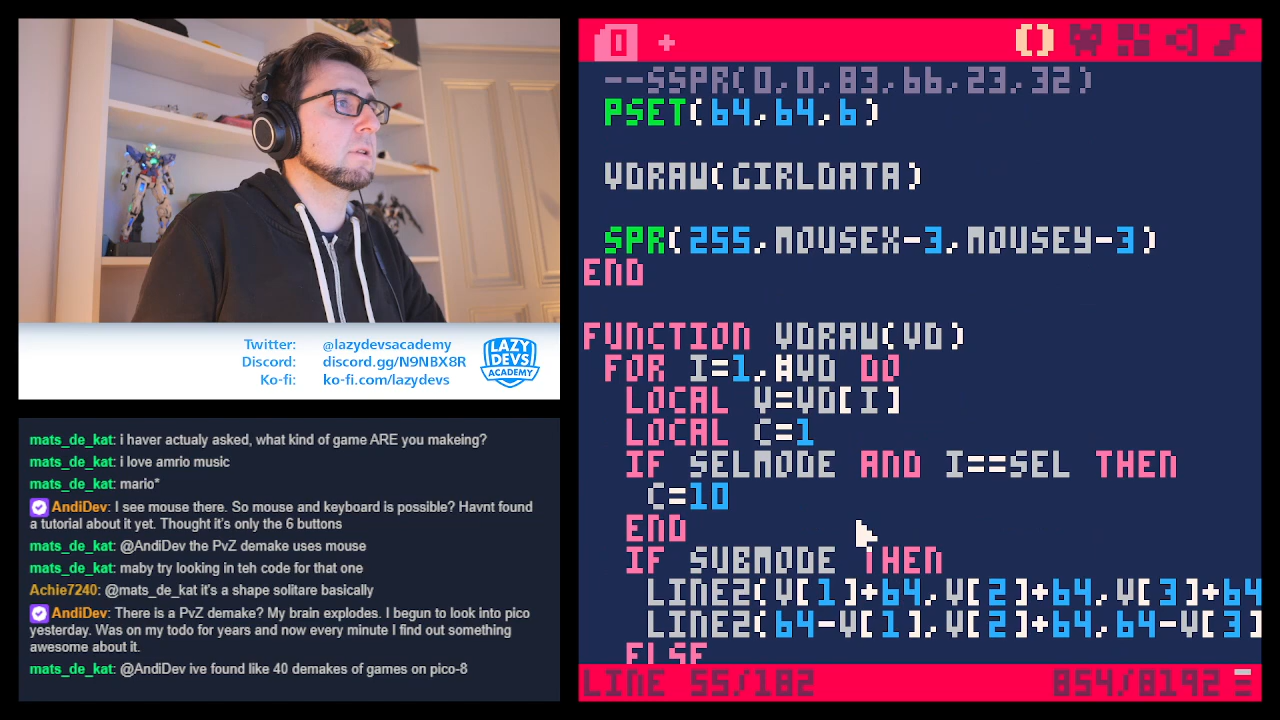 Twitter: @lazydevsacademy
Discord: discord.gg/N9NBX8R
Ko-fi: ko-fi.com/lazydevs
LAZY
DEVS
ACADEMY
mats_de_kat: i haver actualy asked, what kind of game ARE you makeing?
mats_de_kat: i love amrio music
mats_de_kat: mario*
AndiDev: I see mouse there. So mouse and keyboard is possible? Havnt found
a tutorial about it yet. Thought it's only the 6 buttons
mats_de_kat: @AndiDev the PvZ demake uses mouse
mats_de_kat: maby try looking in teh code for that one
Achie7240: @mats_de_kat it's a shape solitare basically
AndiDev: There is a PvZ demake? My brain explodes. I begun to look into pico
yesterday. Was on my todo for years and now every minute I find out something
awesome about it.
mats_de_kat: @AndiDev ive found like 40 demakes of games on pico-8
0 +
--SSPR(0,0,83,66,23,32)
PSET(64,64,6)
VDRAW(GIRLDATA)
SPR(255,MOUSEX-3,MOUSEY-3)
END
FUNCTION VDRAW(VD)
FOR I=1,#VD DO
LOCAL V=VD[I]
LOCAL C=1
IF SELMODE AND I==SEL THEN
C=10
END
IF SUBMODE THEN
LINE2(V[1]+64,V[2]+64,V[3]+64
LINE2(64-V[1],V[2]+64,64-V[3]
ELSE
LINE 55/182
854/8192